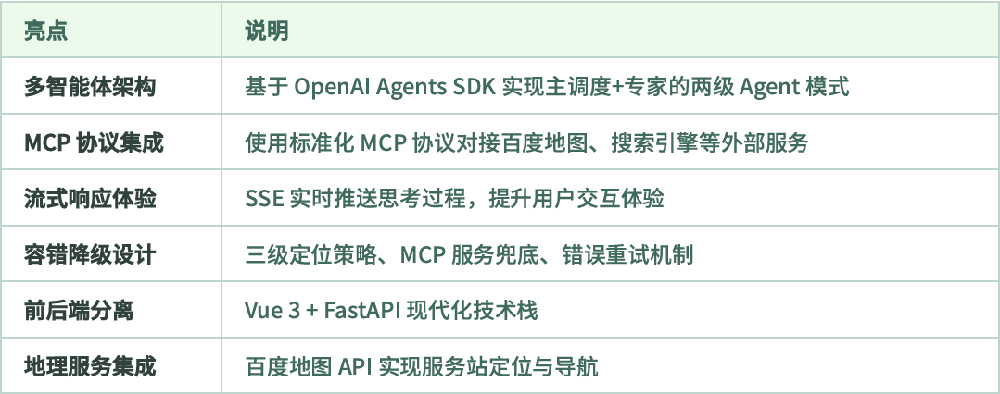 亮点 说明
多智能体架构 基于 OpenAI Agents SDK 实现主调度+专家的两级 Agent 模式
MCP 协议集成 使用标准化 MCP 协议对接百度地图、搜索引擎等外部服务
流式响应体验 SSE 实时推送思考过程，提升用户交互体验
容错降级设计 三级定位策略、MCP 服务兜底、错误重试机制
前后端分离 Vue 3 + FastAPI 现代化技术栈
地理服务集成 百度地图 API 实现服务站定位与导航